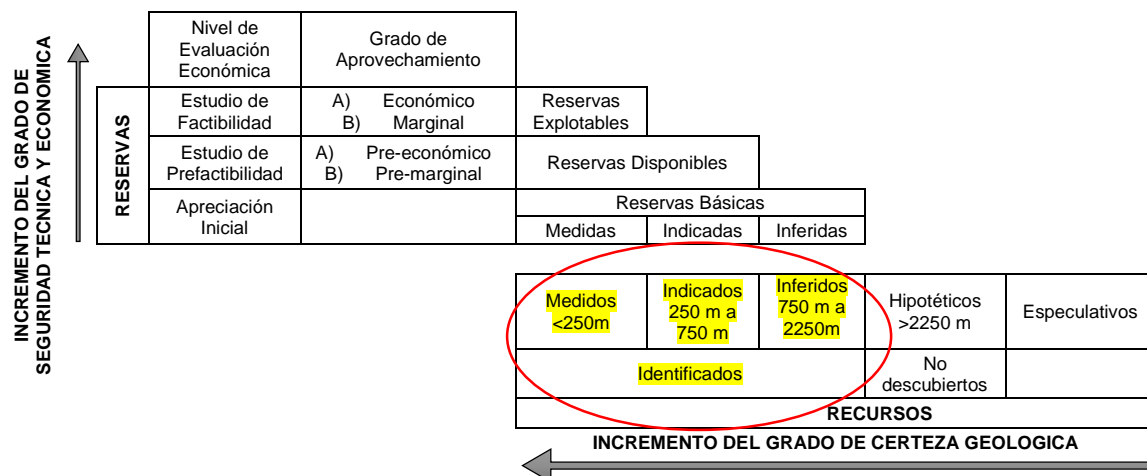 INCREMENTO DEL GRADO DE
SEGURIDAD TECNICA Y ECONOMICA
Nivel de
Evaluación
Económica
Grado de
Aprovechamiento
RESERVAS
Estudio de
Factibilidad
A) Económico
B) Marginal
Reservas
Explotables
Estudio de
Prefactibilidad
A) Pre-económico
B) Pre-marginal
Reservas Disponibles
Apreciación
Inicial
Reservas Básicas
Medidas
Indicadas
Inferidas
Medidos
<250m
Indicados
250 m a
750 m
Inferidos
750 m a
2250m
Hipotéticos
>2250 m
Especulativos
Identificados
No
descubiertos
RECURSOS
INCREMENTO DEL GRADO DE CERTEZA GEOLOGICA